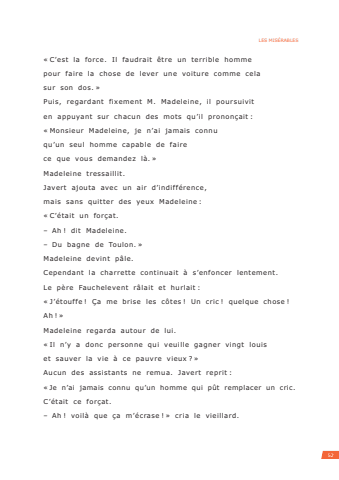 LES MISÉRABLES
« C’est la force. Il faudrait être un terrible homme
pour faire la chose de lever une voiture comme cela
sur son dos. »
Puis, regardant fixement M. Madeleine, il poursuivit
en appuyant sur chacun des mots qu’il prononçait :
« Monsieur Madeleine, je n’ai jamais connu
qu’un seul homme capable de faire
ce que vous demandez là. »
Madeleine tressaillit.
Javert ajouta avec un air d’indifférence,
mais sans quitter des yeux Madeleine :
« C’était un forçat.
– Ah ! dit Madeleine.
– Du bagne de Toulon. »
Madeleine devint pâle.
Cependant la charrette continuait à s’enfoncer lentement.
Le père Fauchelevent râlait et hurlait :
« J’étouffe ! Ça me brise les côtes ! Un cric ! quelque chose !
Ah ! »
Madeleine regarda autour de lui.
« Il n’y a donc personne qui veuille gagner vingt louis
et sauver la vie à ce pauvre vieux ? »
Aucun des assistants ne remua. Javert reprit :
« Je n’ai jamais connu qu’un homme qui pût remplacer un cric.
C’était ce forçat.
– Ah ! voilà que ça m’écrase ! » cria le vieillard.